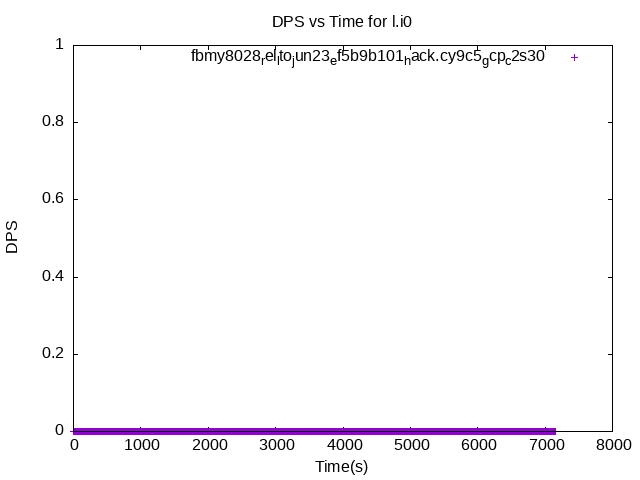 DPS vs Time for l.i0
fbmy8028relltojun23ef5b9b101hack.cy9c5gcpc2s30
1
0.8
0.6
0.4
0.2
0
DPS
0 1000 2000 3000 4000 5000 6000 7000 8000
Time(s)